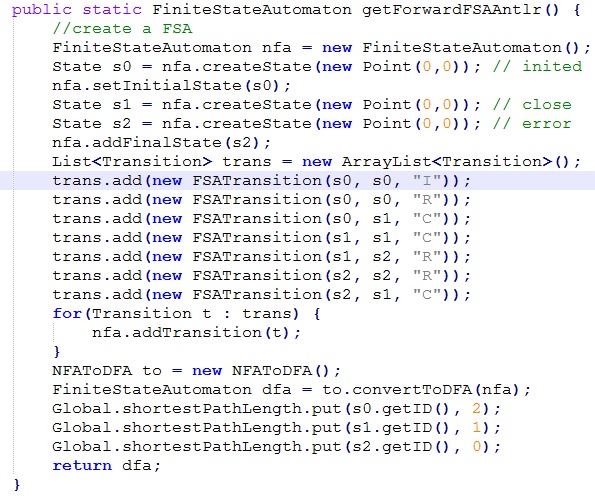 public static FiniteStateAutomaton getForwardFSAAntlr() {
//create a FSA
FiniteStateAutomaton nfa = new FiniteStateAutomaton();
State s0 = nfa.createState(new Point(0,0)); // inited
nfa.setInitialState(s0);
State s1 = nfa.createState(new Point(0,0)); // close
State s2 = nfa.createState(new Point(0,0)); // error
nfa.addFinalState(s2);
List<Transition> trans = new ArrayList<Transition>();
trans.add(new FSATransition(s0, s0, "I"));
trans.add(new FSATransition(s0, s0, "R"));
trans.add(new FSATransition(s0, s1, "C"));
trans.add(new FSATransition(s1, s1, "C"));
trans.add(new FSATransition(s1, s2, "R"));
trans.add(new FSATransition(s2, s2, "R"));
trans.add(new FSATransition(s2, s1, "C"));
for(Transition t : trans) {
nfa.addTransition(t);
}
NFAToDFA to = new NFAToDFA();
FiniteStateAutomaton dfa = to.convertToDFA(nfa);
Global.shortestPathLength.put(s0.getID(), 2);
Global.shortestPathLength.put(s1.getID(), 1);
Global.shortestPathLength.put(s2.getID(), 0);
return dfa;
}